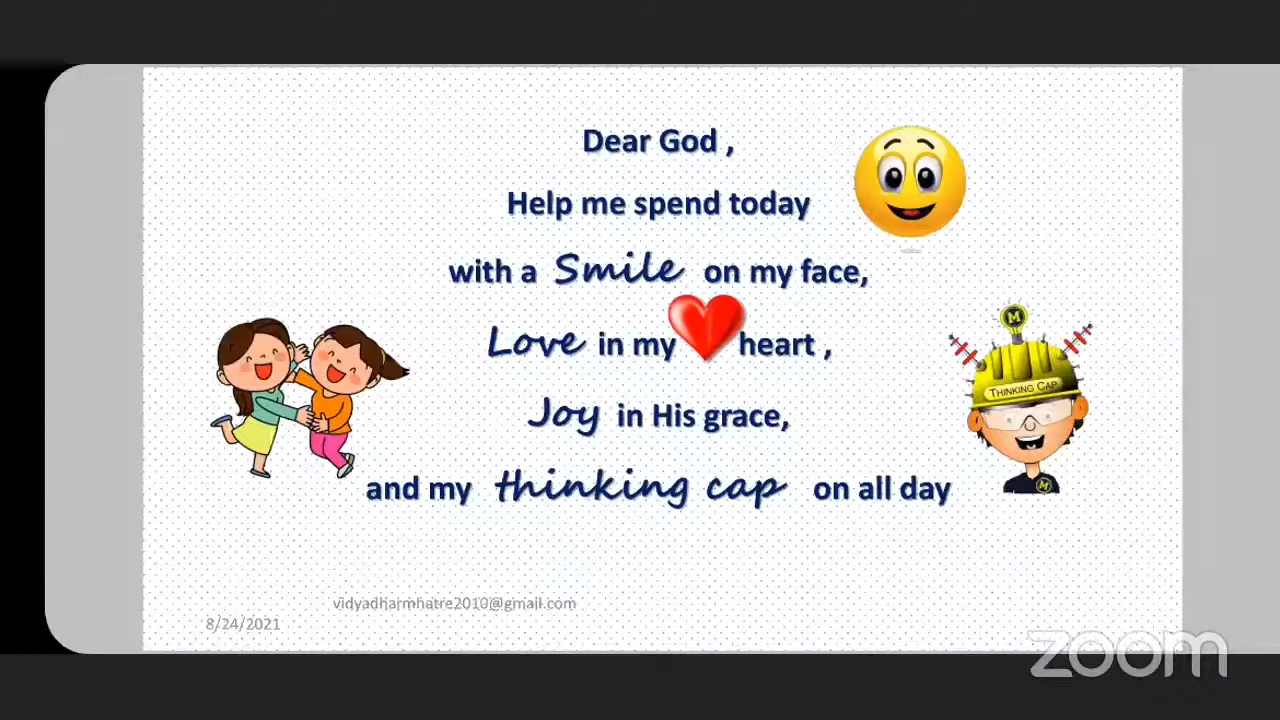 Dear God ,
Help me spend today
with a Smile on my face,
Love in my heart ,
Joy in His grace,
and my thinking cap on all day
M
THINKING CAP
M
vidyadharmhatre2010@gmail.com
8/24/2021
zoom